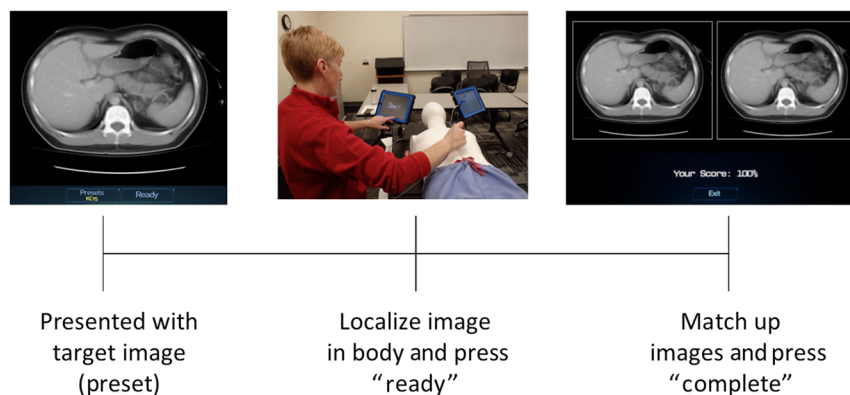 Presets
KDS
Ready
Your Score: 100%
Exit
Presented with
target image
(preset)
Localize image
in body and press
“ready”
Match up
images and press
“complete”